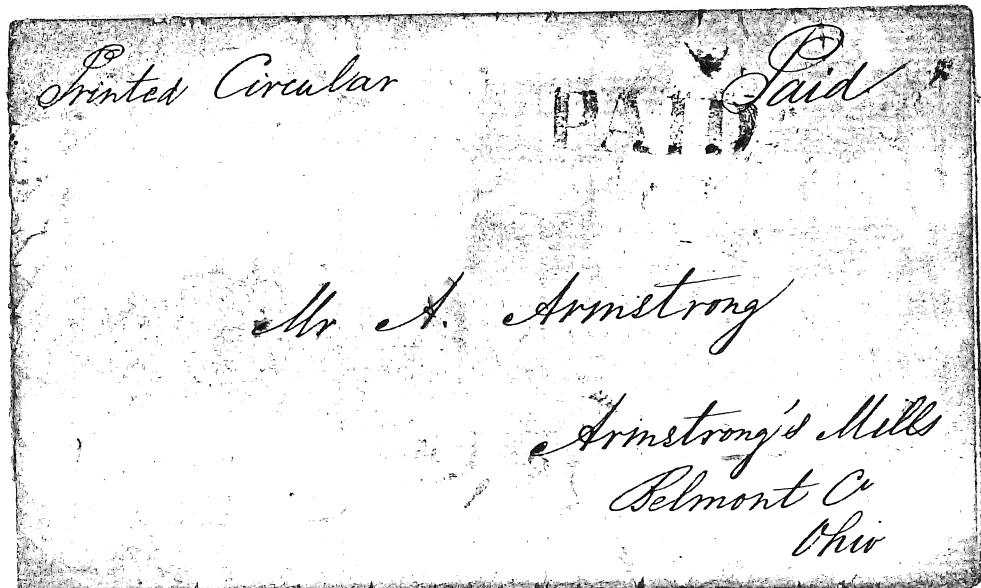 Printed Circular
Paid
PAID
Mr A. Armstrong
Armstrong's Mills
Belmont Co
Ohio